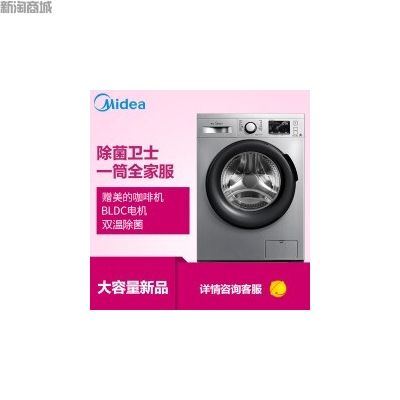 新淘商城
Midea
除菌卫士
一筒全家服
赠美的咖啡机
BLDC电机
双温除菌
大容量新品
详情咨询客服